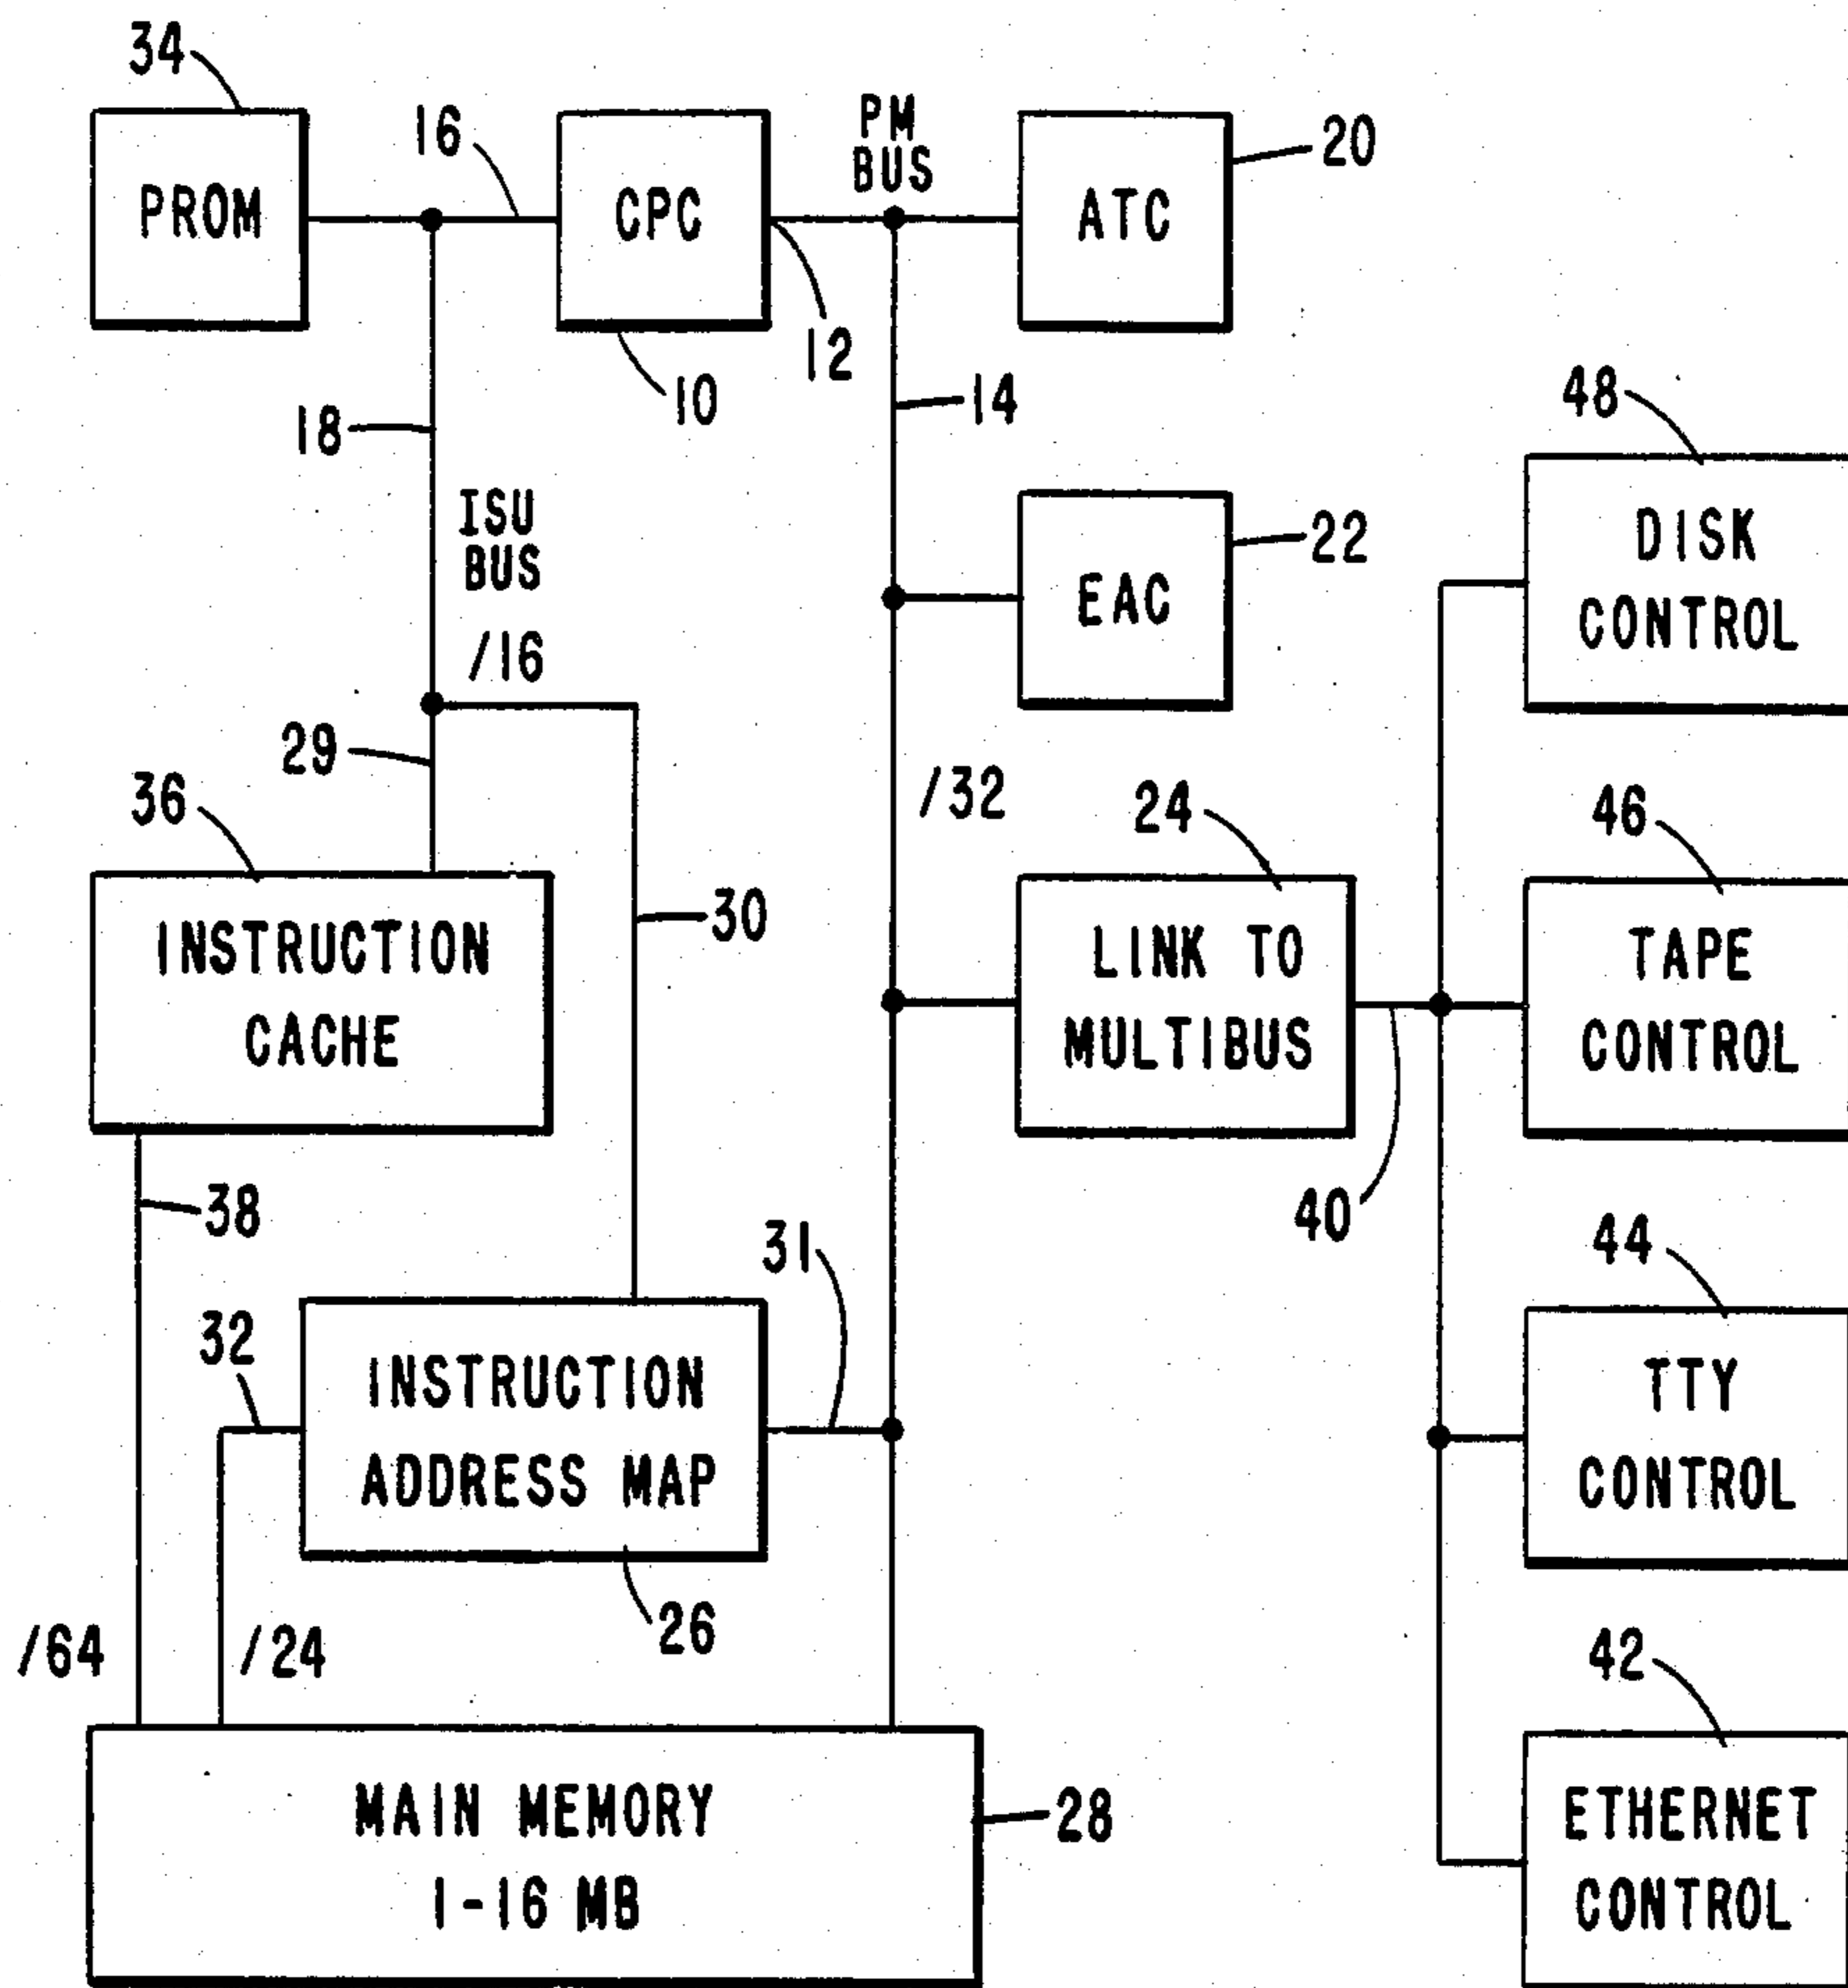 34
16
PM
BUS
20
PROM
CPC
ATC
12
10
14
18
48
ISU
BUS
22
DISK
CONTROL
EAC
/16
29
36
/32
24
46
30
INSTRUCTION
CACHE
LINK TO
MULTIBUS
TAPE
CONTROL
38
40
31
44
32
INSTRUCTION
ADDRESS MAP
TTY
CONTROL
26
/64
/24
42
MAIN MEMORY
1-16 MB
28
ETHERNET
CONTROL